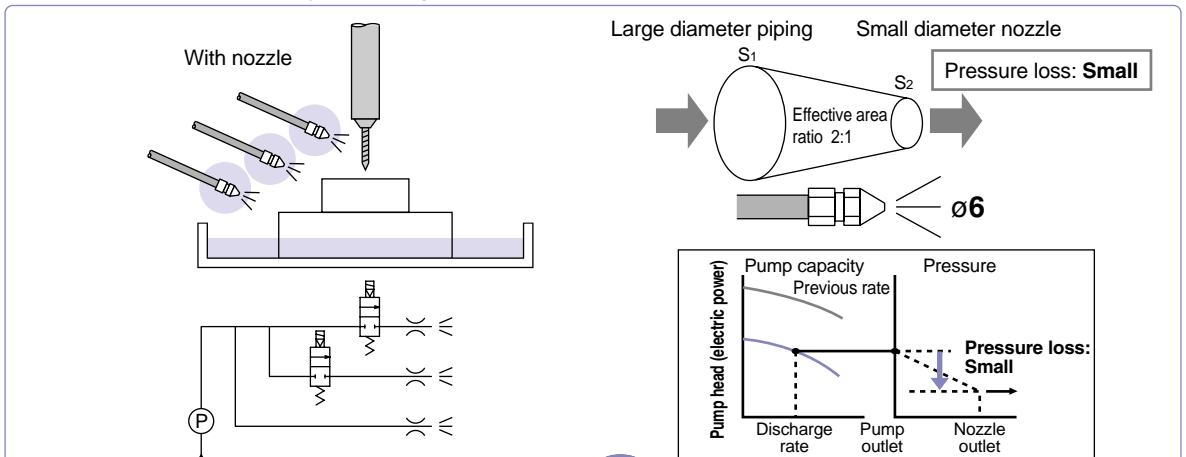 With nozzle
P
Large diameter piping
Small diameter nozzle
S1
S2
Pressure loss: Small
Effective area
ratio 2:1
ø6
Pump head (electric power)
Pump capacity
Pressure
Previous rate
Pressure loss:
Small
Discharge
rate
Pump
outlet
Nozzle
outlet